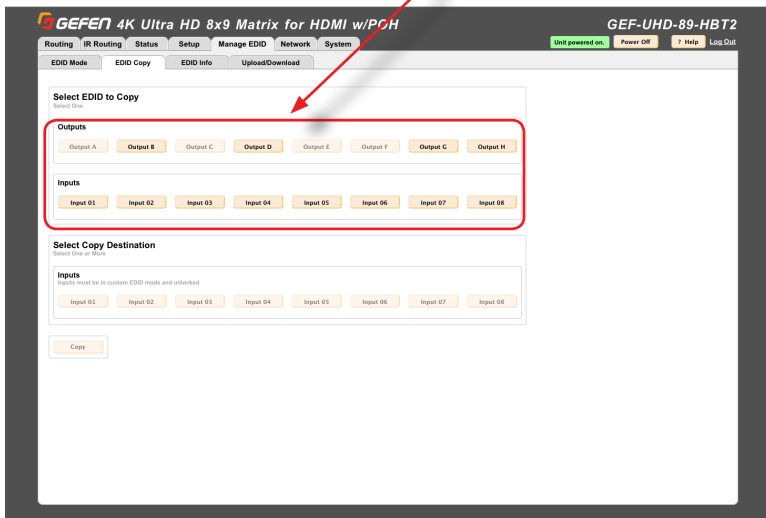 GEFEN 4K Ultra HD 8x9 Matrix for HDMI w/POH GEF-UHD-89-HBT2
Routing IR Routing Status Setup Manage EDID Network System Unit powered on. Power Off ? Help Log Out
EDID Mode EDID Copy EDID Info Upload/Download
Select EDID to Copy
Select One
Outputs
Output A Output B Output C Output D Output E Output F Output G Output H
Inputs
Input 01 Input 02 Input 03 Input 04 Input 05 Input 06 Input 07 Input 08
Select Copy Destination
Select One or More
Inputs
Inputs must be in custom EDID mode and unlocked
Input 01 Input 02 Input 03 Input 04 Input 05 Input 06 Input 07 Input 08
Copy